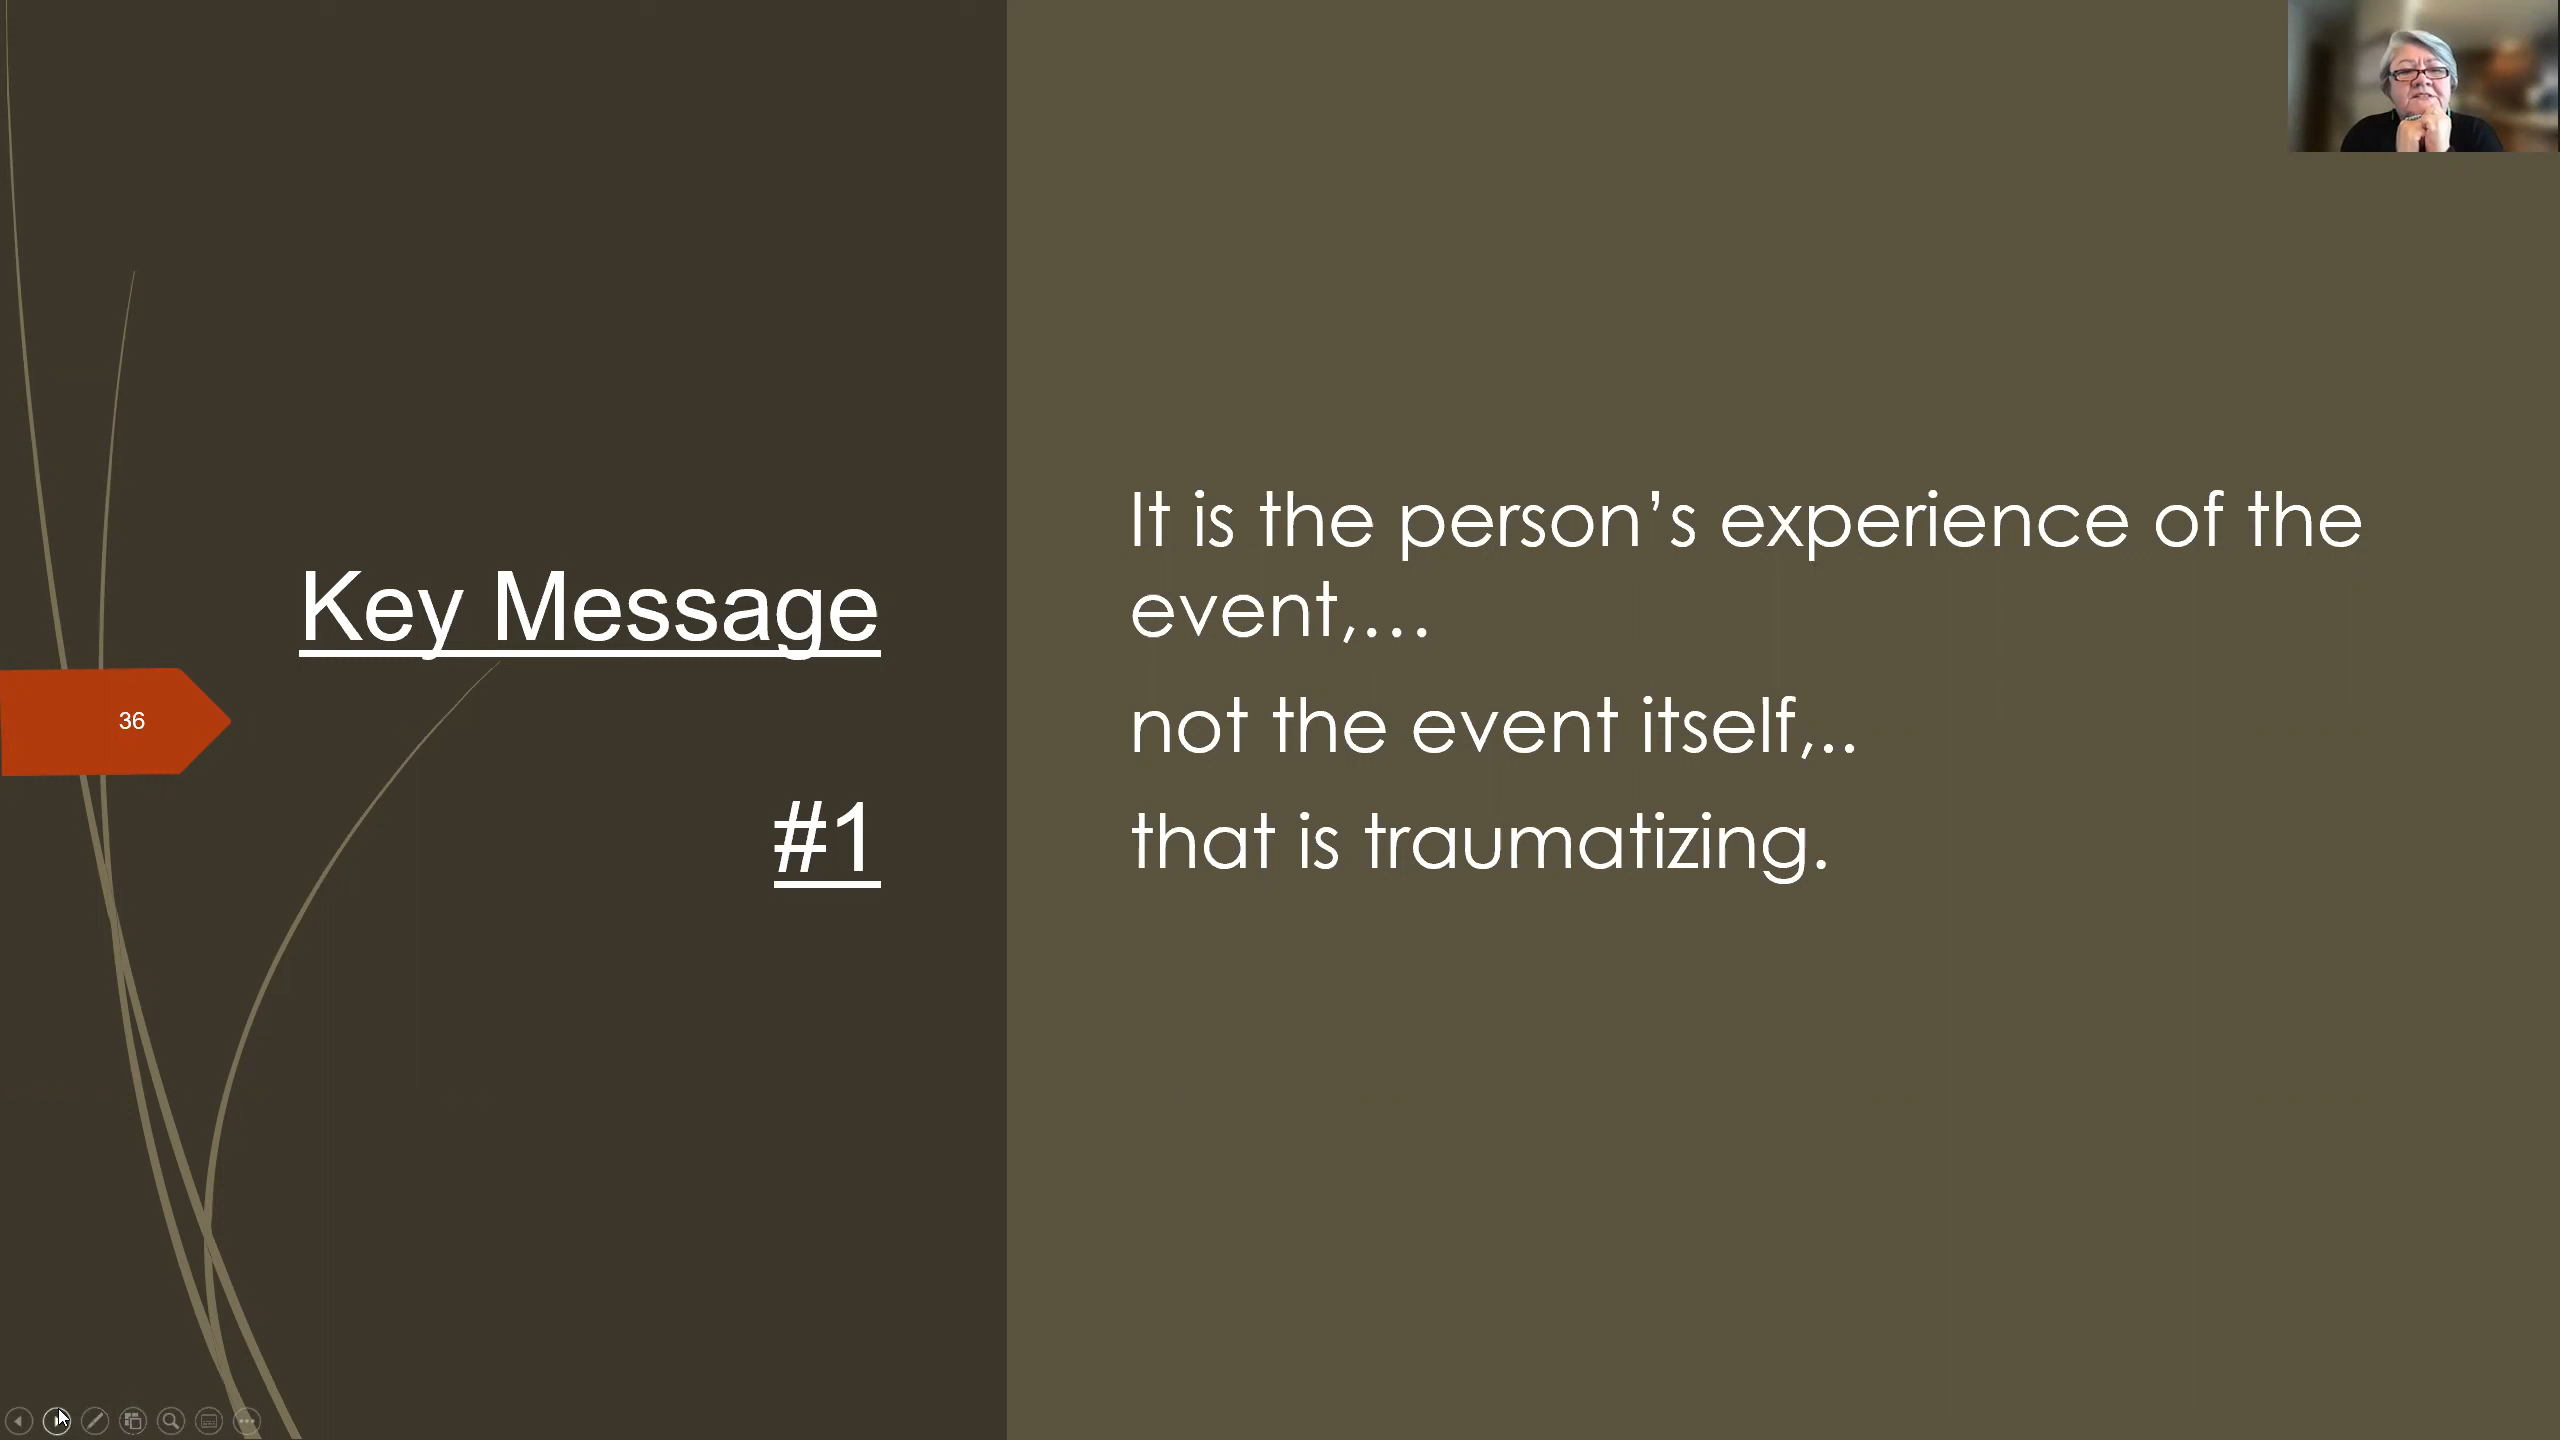 Key Message
#1
36
It is the person’s experience of the
event,…
not the event itself,..
that is traumatizing.